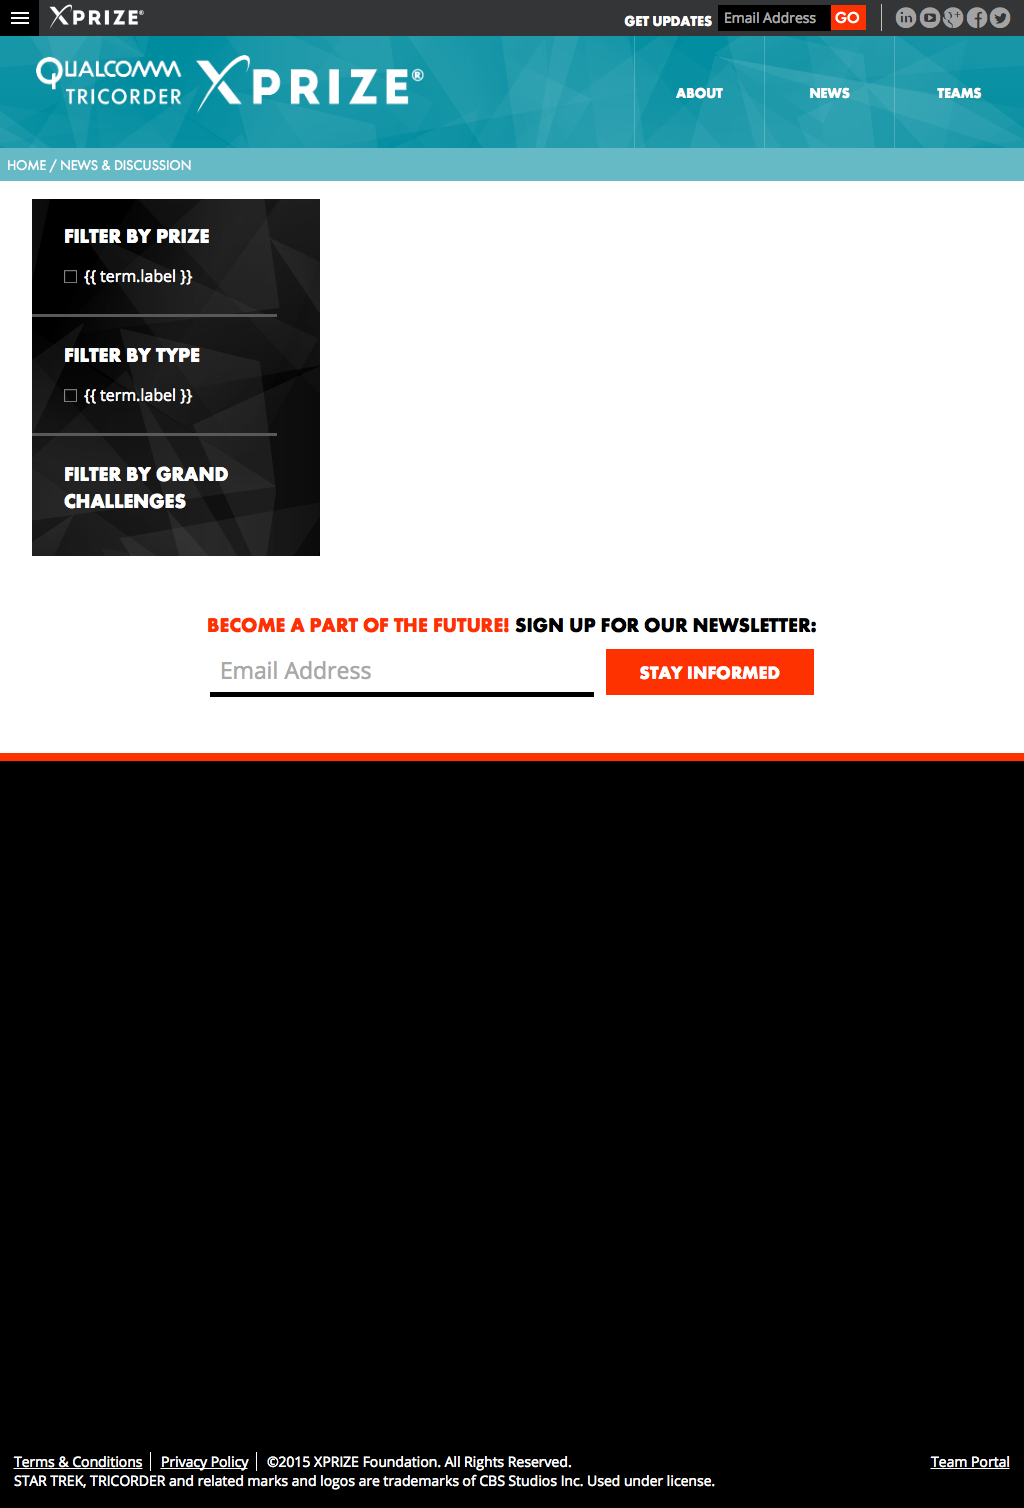 XPRIZE®
GET UPDATES
Email Address
GO
QUALCOMM
TRICORDER
XPRIZE®
ABOUT
NEWS
TEAMS
HOME / NEWS & DISCUSSION
FILTER BY PRIZE
{{ term.label }}
FILTER BY TYPE
{{ term.label }}
FILTER BY GRAND
CHALLENGES
BECOME A PART OF THE FUTURE! SIGN UP FOR OUR NEWSLETTER:
Email Address
STAY INFORMED
Terms & Conditions
Privacy Policy
©2015 XPRIZE Foundation. All Rights Reserved.
Team Portal
STAR TREK, TRICORDER and related marks and logos are trademarks of CBS Studios Inc. Used under license.